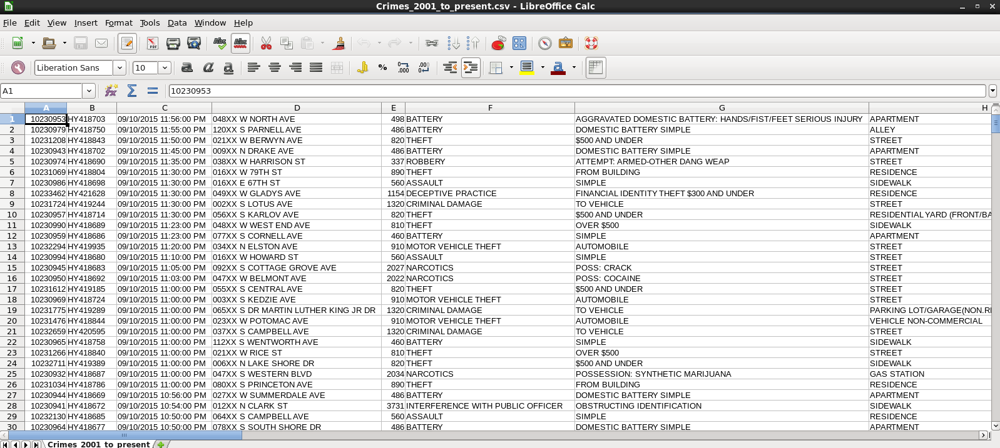 Crimes_2001_to_present.csv - LibreOffice Calc
File Edit View Insert Format Tools Data Window Help
Liberation Sans 10
A1 10230953
A B C D E F G H
1 10230953 HY418703 09/10/2015 11:56:00 PM 048XX W NORTH AVE 498 BATTERY AGGRAVATED DOMESTIC BATTERY: HANDS/FIST/FEET SERIOUS INJURY APARTMENT
2 10230979 HY418750 09/10/2015 11:55:00 PM 120XX S PARNELL AVE 486 BATTERY DOMESTIC BATTERY SIMPLE ALLEY
3 10231208 HY418843 09/10/2015 11:50:00 PM 021XX W BERWYN AVE 820 THEFT $500 AND UNDER STREET
4 10230943 HY418702 09/10/2015 11:45:00 PM 009XX N DRAKE AVE 486 BATTERY DOMESTIC BATTERY SIMPLE APARTMENT
5 10230974 HY418690 09/10/2015 11:35:00 PM 038XX W HARRISON ST 337 ROBBERY ATTEMPT: ARMED-OTHER DANG WEAP STREET
6 10231069 HY418804 09/10/2015 11:30:00 PM 016XX W 79TH ST 890 THEFT FROM BUILDING RESIDENCE
7 10230986 HY418698 09/10/2015 11:30:00 PM 016XX E 67TH ST 560 ASSAULT SIMPLE SIDEWALK
8 10233462 HY421628 09/10/2015 11:30:00 PM 049XX W GLADYS AVE 1154 DECEPTIVE PRACTICE FINANCIAL IDENTITY THEFT $300 AND UNDER RESIDENCE
9 10231724 HY419244 09/10/2015 11:30:00 PM 002XX S LOTUS AVE 1320 CRIMINAL DAMAGE TO VEHICLE STREET
10 10230957 HY418714 09/10/2015 11:30:00 PM 056XX S KARLOV AVE 820 THEFT $500 AND UNDER RESIDENTIAL YARD (FRONT/BA
11 10230990 HY418689 09/10/2015 11:23:00 PM 048XX W WEST END AVE 810 THEFT OVER $500 SIDEWALK
12 10230959 HY418686 09/10/2015 11:23:00 PM 077XX S CORNELL AVE 460 BATTERY SIMPLE APARTMENT
13 10232294 HY419935 09/10/2015 11:20:00 PM 034XX N ELSTON AVE 910 MOTOR VEHICLE THEFT AUTOMOBILE STREET
14 10230994 HY418680 09/10/2015 11:10:00 PM 016XX W HOWARD ST 560 ASSAULT SIMPLE STREET
15 10230945 HY418683 09/10/2015 11:05:00 PM 092XX S COTTAGE GROVE AVE 2027 NARCOTICS POSS: CRACK STREET
16 10230950 HY418692 09/10/2015 11:03:00 PM 047XX W BELMONT AVE 2022 NARCOTICS POSS: COCAINE STREET
17 10231612 HY419185 09/10/2015 11:00:00 PM 055XX S CENTRAL AVE 820 THEFT $500 AND UNDER STREET
18 10230969 HY418724 09/10/2015 11:00:00 PM 003XX S KEDZIE AVE 910 MOTOR VEHICLE THEFT AUTOMOBILE STREET
19 10231775 HY419289 09/10/2015 11:00:00 PM 065XX S DR MARTIN LUTHER KING JR DR 1320 CRIMINAL DAMAGE TO VEHICLE PARKING LOT/GARAGE(NON.RE
20 10231476 HY418844 09/10/2015 11:00:00 PM 023XX W POTOMAC AVE 910 MOTOR VEHICLE THEFT AUTOMOBILE VEHICLE NON-COMMERCIAL
21 10232659 HY420595 09/10/2015 11:00:00 PM 037XX S CAMPBELL AVE 1320 CRIMINAL DAMAGE TO VEHICLE STREET
22 10230965 HY418758 09/10/2015 11:00:00 PM 112XX S WENTWORTH AVE 460 BATTERY SIMPLE SIDEWALK
23 10231266 HY418840 09/10/2015 11:00:00 PM 021XX W RICE ST 810 THEFT OVER $500 STREET
24 10232711 HY419389 09/10/2015 11:00:00 PM 006XX N LAKE SHORE DR 820 THEFT $500 AND UNDER SIDEWALK
25 10230932 HY418687 09/10/2015 11:00:00 PM 047XX S WESTERN BLVD 2034 NARCOTICS POSSESSION: SYNTHETIC MARIJUANA GAS STATION
26 10231034 HY418786 09/10/2015 11:00:00 PM 080XX S PRINCETON AVE 890 THEFT FROM BUILDING RESIDENCE
27 10230944 HY418669 09/10/2015 10:56:00 PM 027XX W SUMMERDALE AVE 486 BATTERY DOMESTIC BATTERY SIMPLE APARTMENT
28 10230941 HY418672 09/10/2015 10:54:00 PM 012XX N CLARK ST 3731 INTERFERENCE WITH PUBLIC OFFICER OBSTRUCTING IDENTIFICATION SIDEWALK
29 10232130 HY418685 09/10/2015 10:50:00 PM 064XX S CAMPBELL AVE 560 ASSAULT SIMPLE RESIDENCE
30 10230964 HY418677 09/10/2015 10:50:00 PM 078XX S SOUTH SHORE DR 486 BATTERY DOMESTIC BATTERY SIMPLE APARTMENT
Crimes_2001_to_present